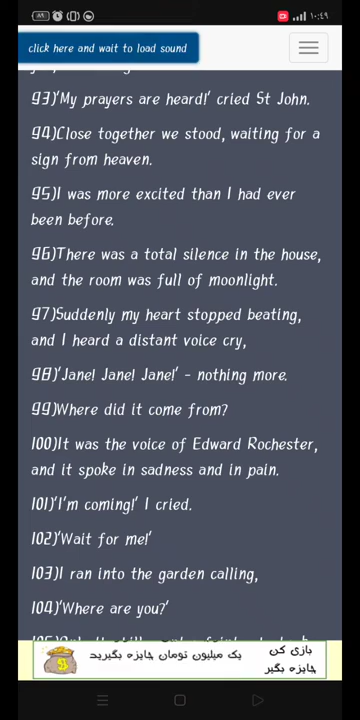 ۱۰:٤٩
click here and wait to load sound
93)'My prayers are heard!' cried St John.
94)Close together we stood, waiting for a
sign from heaven.
95)I was more excited than I had ever
been before.
96)There was a total silence in the house,
and the room was full of moonlight.
97)Suddenly my heart stopped beating,
and I heard a distant voice cry,
98)'Jane! Jane! Jane!' - nothing more.
99)Where did it come from?
100)It was the voice of Edward Rochester,
and it spoke in sadness and in pain.
101)'I'm coming!' I cried.
102)'Wait for me!'
103)I ran into the garden calling,
104)'Where are you?'
بازی کن
یک میلیون تومان جایزه بگیرید
جایزه بگیر